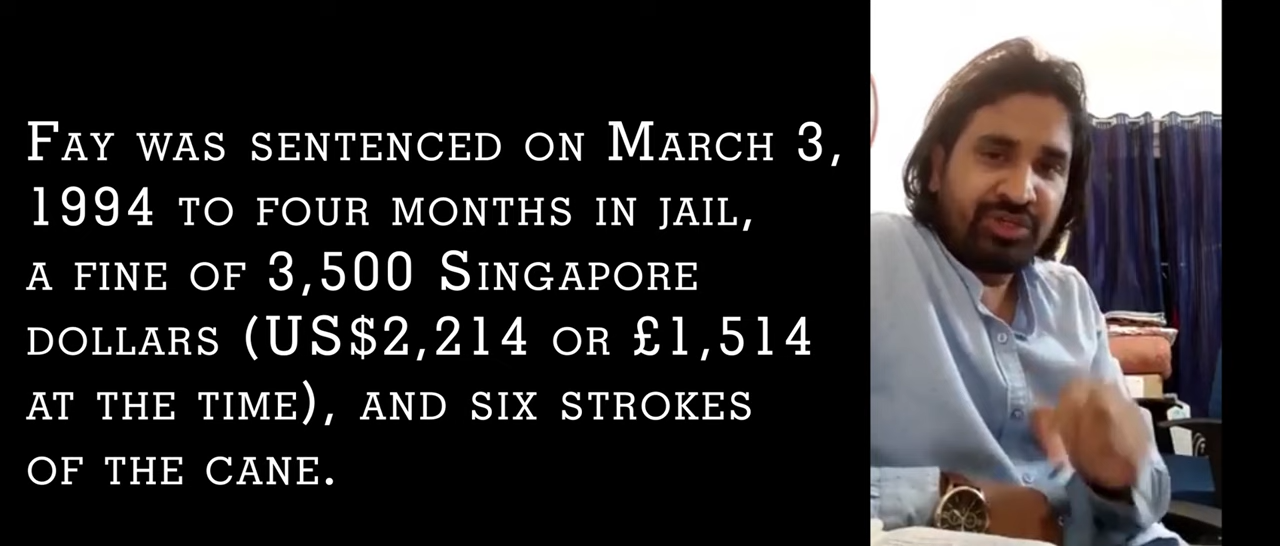 Fay was sentenced on March 3,
1994 to four months in jail,
a fine of 3,500 Singapore
dollars (US$2,214 or £1,514
at the time), and six strokes
of the cane.